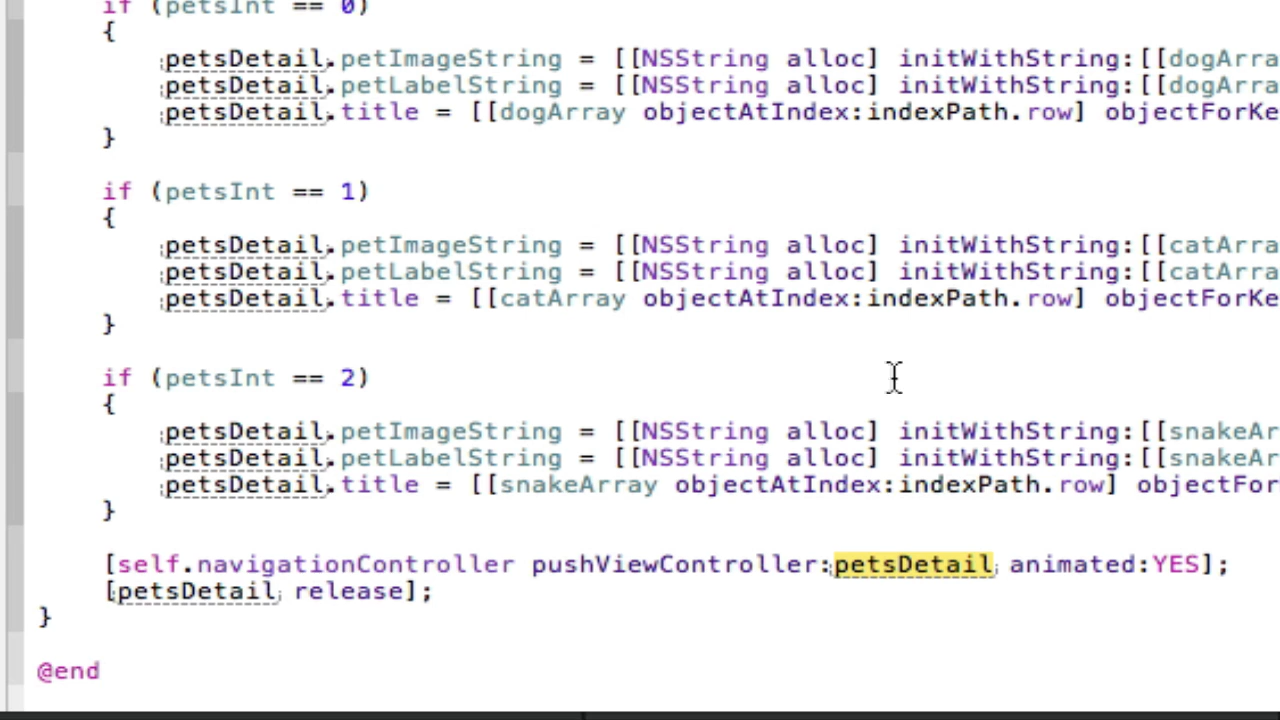 if (petsInt == 0)
{
petsDetail.petImageString = [[NSString alloc] initWithString:[[dogArra
petsDetail.petLabelString = [[NSString alloc] initWithString:[[dogArra
petsDetail.title = [[dogArray objectAtIndex:indexPath.row] objectForKe
}
if (petsInt == 1)
{
petsDetail.petImageString = [[NSString alloc] initWithString:[[catArra
petsDetail.petLabelString = [[NSString alloc] initWithString:[[catArra
petsDetail.title = [[catArray objectAtIndex:indexPath.row] objectForKe
}
if (petsInt == 2)
{
petsDetail.petImageString = [[NSString alloc] initWithString:[[snakeAr
petsDetail.petLabelString = [[NSString alloc] initWithString:[[snakeAr
petsDetail.title = [[snakeArray objectAtIndex:indexPath.row] objectFor
}
[self.navigationController pushViewController:petsDetail animated:YES];
[petsDetail release];
}
@end